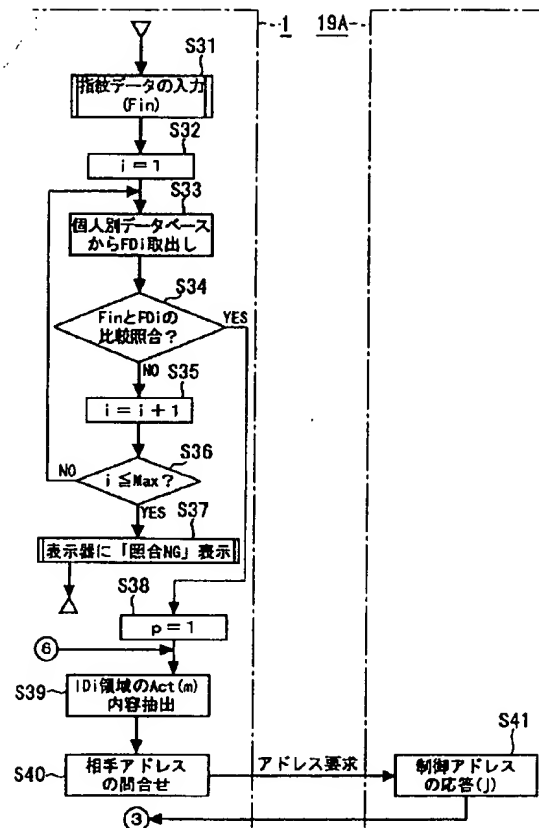 1 19A
S31
指紋データの入力
(Fin)
S32
i=1
S33
個人別データベース
からFDi取出し
S34
FinとFDiの
比較照合?
YES
NO
S35
i=i+1
S36
NO
i≦Max?
YES
S37
表示器に「照合NG」表示
S38
p=1
⑥
S39
IDi領域のAct(m)
内容抽出
S40
相手アドレス
の問合せ
アドレス要求
S41
制御アドレス
の応答(j)
③